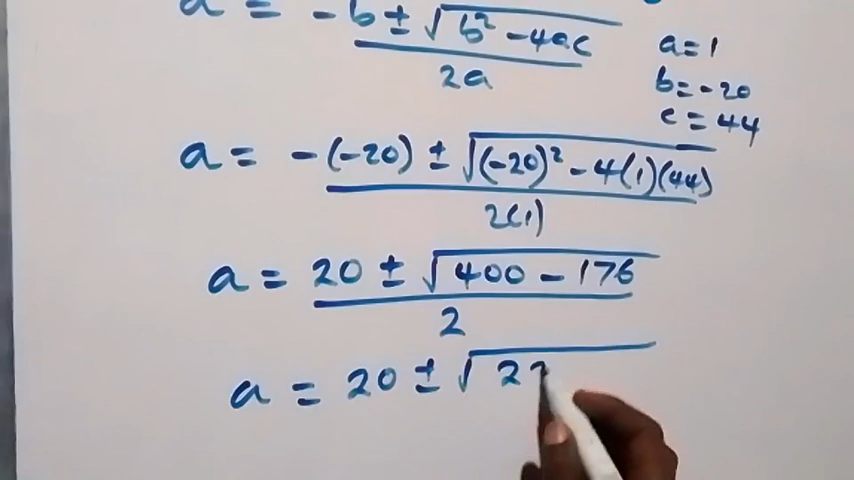 a = -b ± √b² - 4ac / 2a
a = 1
b = -20
c = 44
a = -(-20) ± √(-20)² - 4(1)(44) / 2(1)
a = 20 ± √400 - 176 / 2
a = 20 ± √22